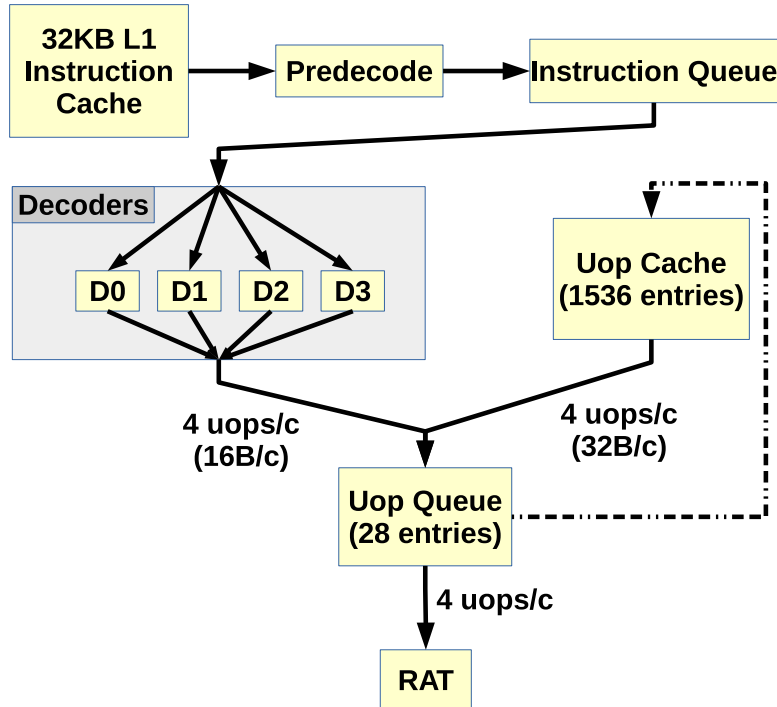 32KB L1
Instruction
Cache
Predecode
Instruction Queue
Decoders
D0
D1
D2
D3
Uop Cache
(1536 entries)
4 uops/c
(16B/c)
4 uops/c
(32B/c)
Uop Queue
(28 entries)
4 uops/c
RAT